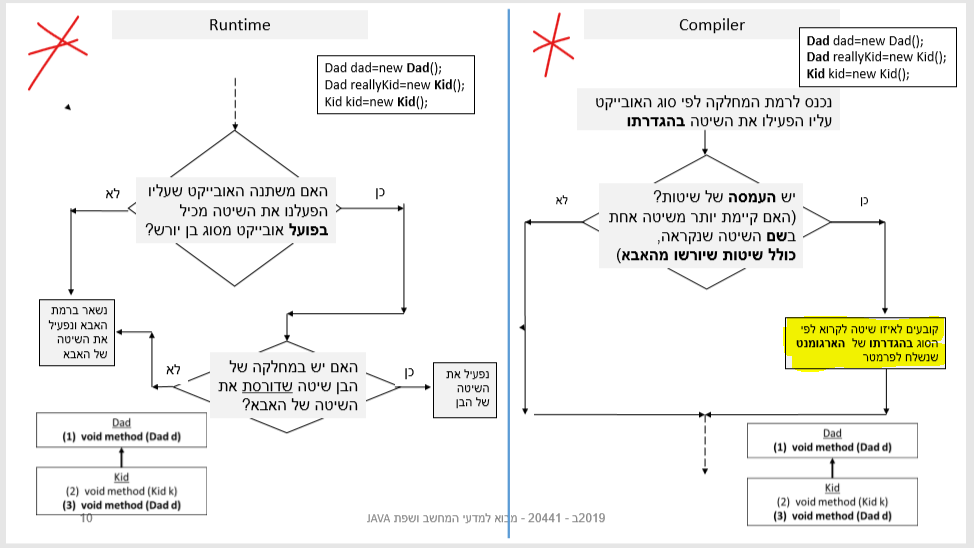 Compiler
Dad dad=new Dad();
Dad reallyKid=new Kid();
Kid kid=new Kid();
נכנס לרמת המחלקה לפי סוג האובייקט
עליו הפעילו את השיטה בהגדרתו
יש העמסה של שיטות?
(האם קיימת יותר משיטה אחת
בשם השיטה שנקראה,
כולל שיטות שיורשו מהאבא)
כן
לא
קובעים לאיזו שיטה לקרוא לפי
הסוג בהגדרתו של הארגומנט
שנשלח לפרמטר
Dad
(1) void method (Dad d)
Kid
(2) void method (Kid k)
(3) void method (Dad d)
Runtime
Dad dad=new Dad();
Dad reallyKid=new Kid();
Kid kid=new Kid();
האם משתנה האובייקט שעליו
הפעלנו את השיטה מכיל
בפועל אובייקט מסוג בן יורש?
כן
לא
נשאר ברמת
האבא ונפעיל
את השיטה
של האבא
האם יש במחלקה של
הבן שיטה שדורסת את
השיטה של האבא?
כן
לא
נפעיל את
השיטה
של הבן
Dad
(1) void method (Dad d)
Kid
(2) void method (Kid k)
(3) void method (Dad d)
2019ב - 20441 - מבוא למדעי המחשב ושפת JAVA
10